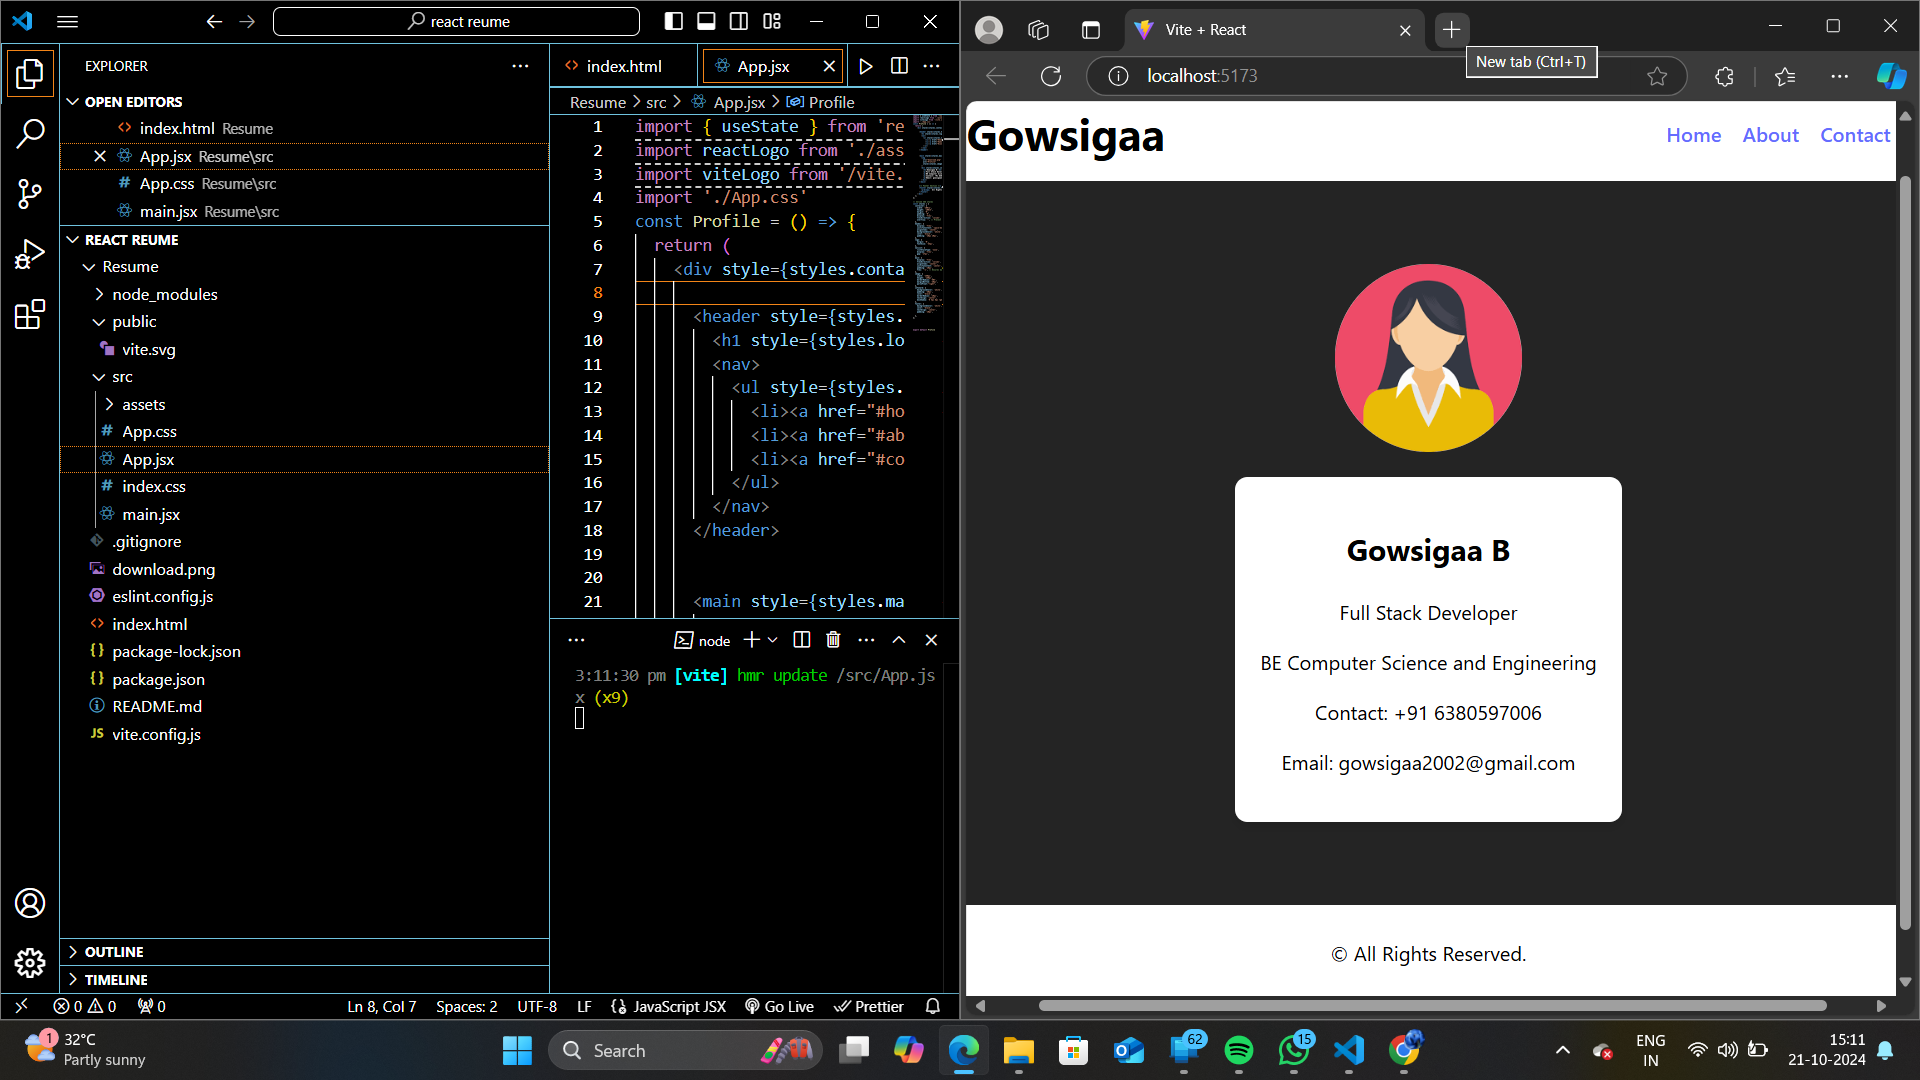 react reume
EXPLORER
OPEN EDITORS
index.html Resume
App.jsx Resume\src
App.css Resume\src
main.jsx Resume\src
REACT REUME
Resume
node_modules
public
vite.svg
src
assets
App.css
App.jsx
index.css
main.jsx
.gitignore
download.png
eslint.config.js
index.html
package-lock.json
package.json
README.md
vite.config.js
OUTLINE
TIMELINE
index.html
App.jsx
Resume > src > App.jsx > Profile
1 import { useState } from 're
2 import reactLogo from './ass
3 import viteLogo from '/vite.
4 import './App.css'
5 const Profile = () => {
6 return (
7 <div style={styles.conta
8
9 <header style={styles.
10 <h1 style={styles.lo
11 <nav>
12 <ul style={styles.
13 <li><a href="#ho
14 <li><a href="#ab
15 <li><a href="#co
16 </ul>
17 </nav>
18 </header>
19
20
21 <main style={styles.ma
node
3:11:30 pm [vite] hmr update /src/App.js
x (x9)
0 0 0
Ln 8, Col 7
Spaces: 2
UTF-8
LF
JavaScript JSX
Go Live
Prettier
Vite + React
New tab (Ctrl+T)
localhost:5173
Gowsigaa
Home
About
Contact
Gowsigaa B
Full Stack Developer
BE Computer Science and Engineering
Contact: +91 6380597006
Email: gowsigaa2002@gmail.com
© All Rights Reserved.
1
32°C
Partly sunny
Search
62
15
ENG
IN
15:11
21-10-2024